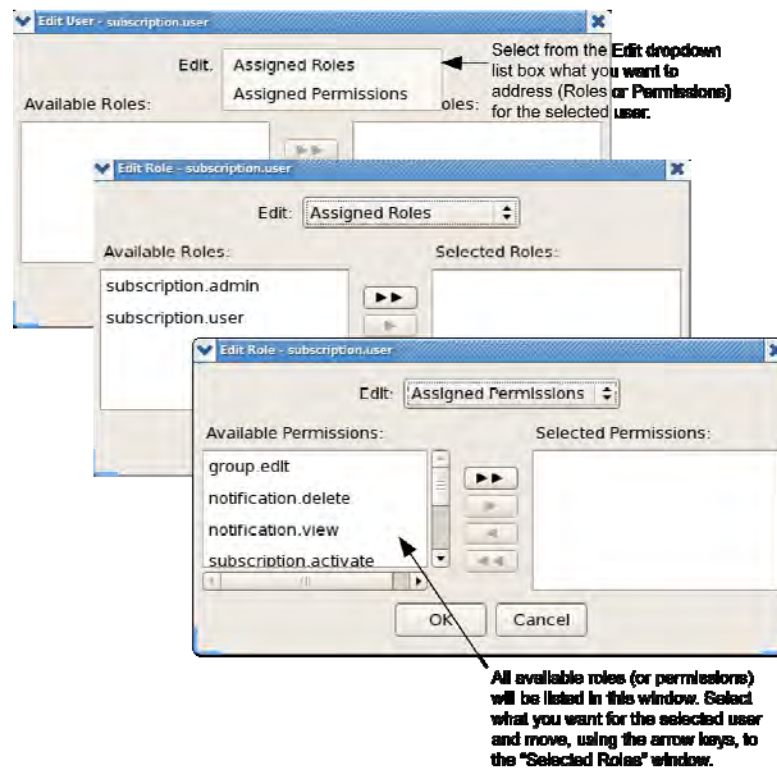 Edit User - subscription.user
Edit.
Assigned Roles
Assigned Permissions
Available Roles:
oles:
Select from the Edit dropdown
list box what you want to
address (Roles or Permissions)
for the selected user.
Edit Role - subscription.user
Edit: Assigned Roles
Available Roles:
Selected Roles:
subscription.admin
subscription.user
Edit Role - subscription.user
Edit: Assigned Permissions
Available Permissions:
Selected Permissions:
group.edit
notification.delete
notification.view
subscription.activate
OK
Cancel
All available roles (or permissions)
will be listed in this window. Select
what you want for the selected user
and move, using the arrow keys, to
the "Selected Roles" window.